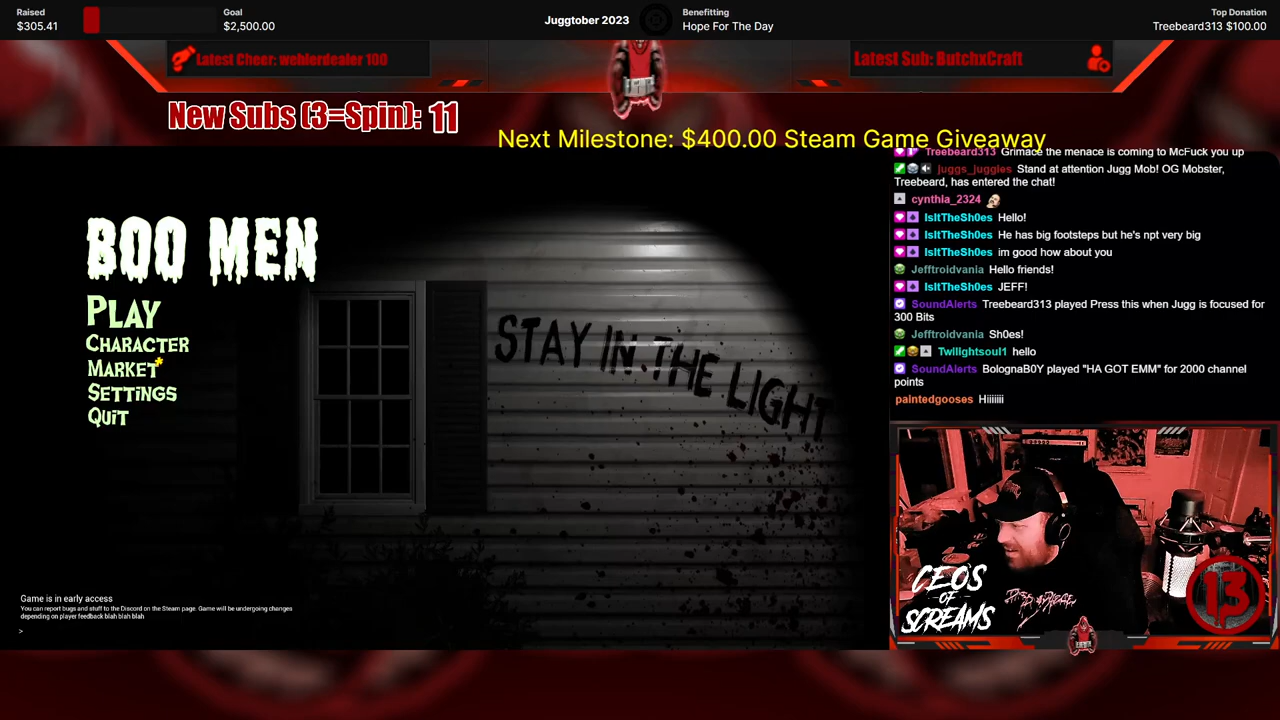 Raised
$305.41
Goal
$2,500.00
Juggtober 2023
Benefitting
Hope For The Day
Top Donation
Treebeard313 $100.00
Latest Cheer: wehlerdealer 100
Latest Sub: ButchxCraft
New Subs (3=Spin): 11
Next Milestone: $400.00 Steam Game Giveaway
Treebeard313 Grimace the menace is coming to McFuck you up
juggs_juggies Stand at attention Jugg Mob! OG Mobster,
Treebeard, has entered the chat!
cynthia_2324
IsItTheSh0es Hello!
IsItTheSh0es He has big footsteps but he's npt very big
IsItTheSh0es im good how about you
Jefftroidvania Hello friends!
IsItTheSh0es JEFF!
SoundAlerts Treebeard313 played Press this when Jugg is focused for
300 Bits
Jefftroidvania Sh0es!
Twilightsoul1 hello
SoundAlerts BolognaB0Y played "HA GOT EMM" for 2000 channel
points
paintedgooses Hiiiiiii
BOO MEN
PLAY
CHARACTER
MARKET
SETTINGS
QUIT
STAY IN THE LIGHT
Game is in early access
You can report bugs and stuff to the Discord on the Steam page. Game will be undergoing changes
depending on player feedback blah blah blah
>
CEOS
OF
SCREAMS
13